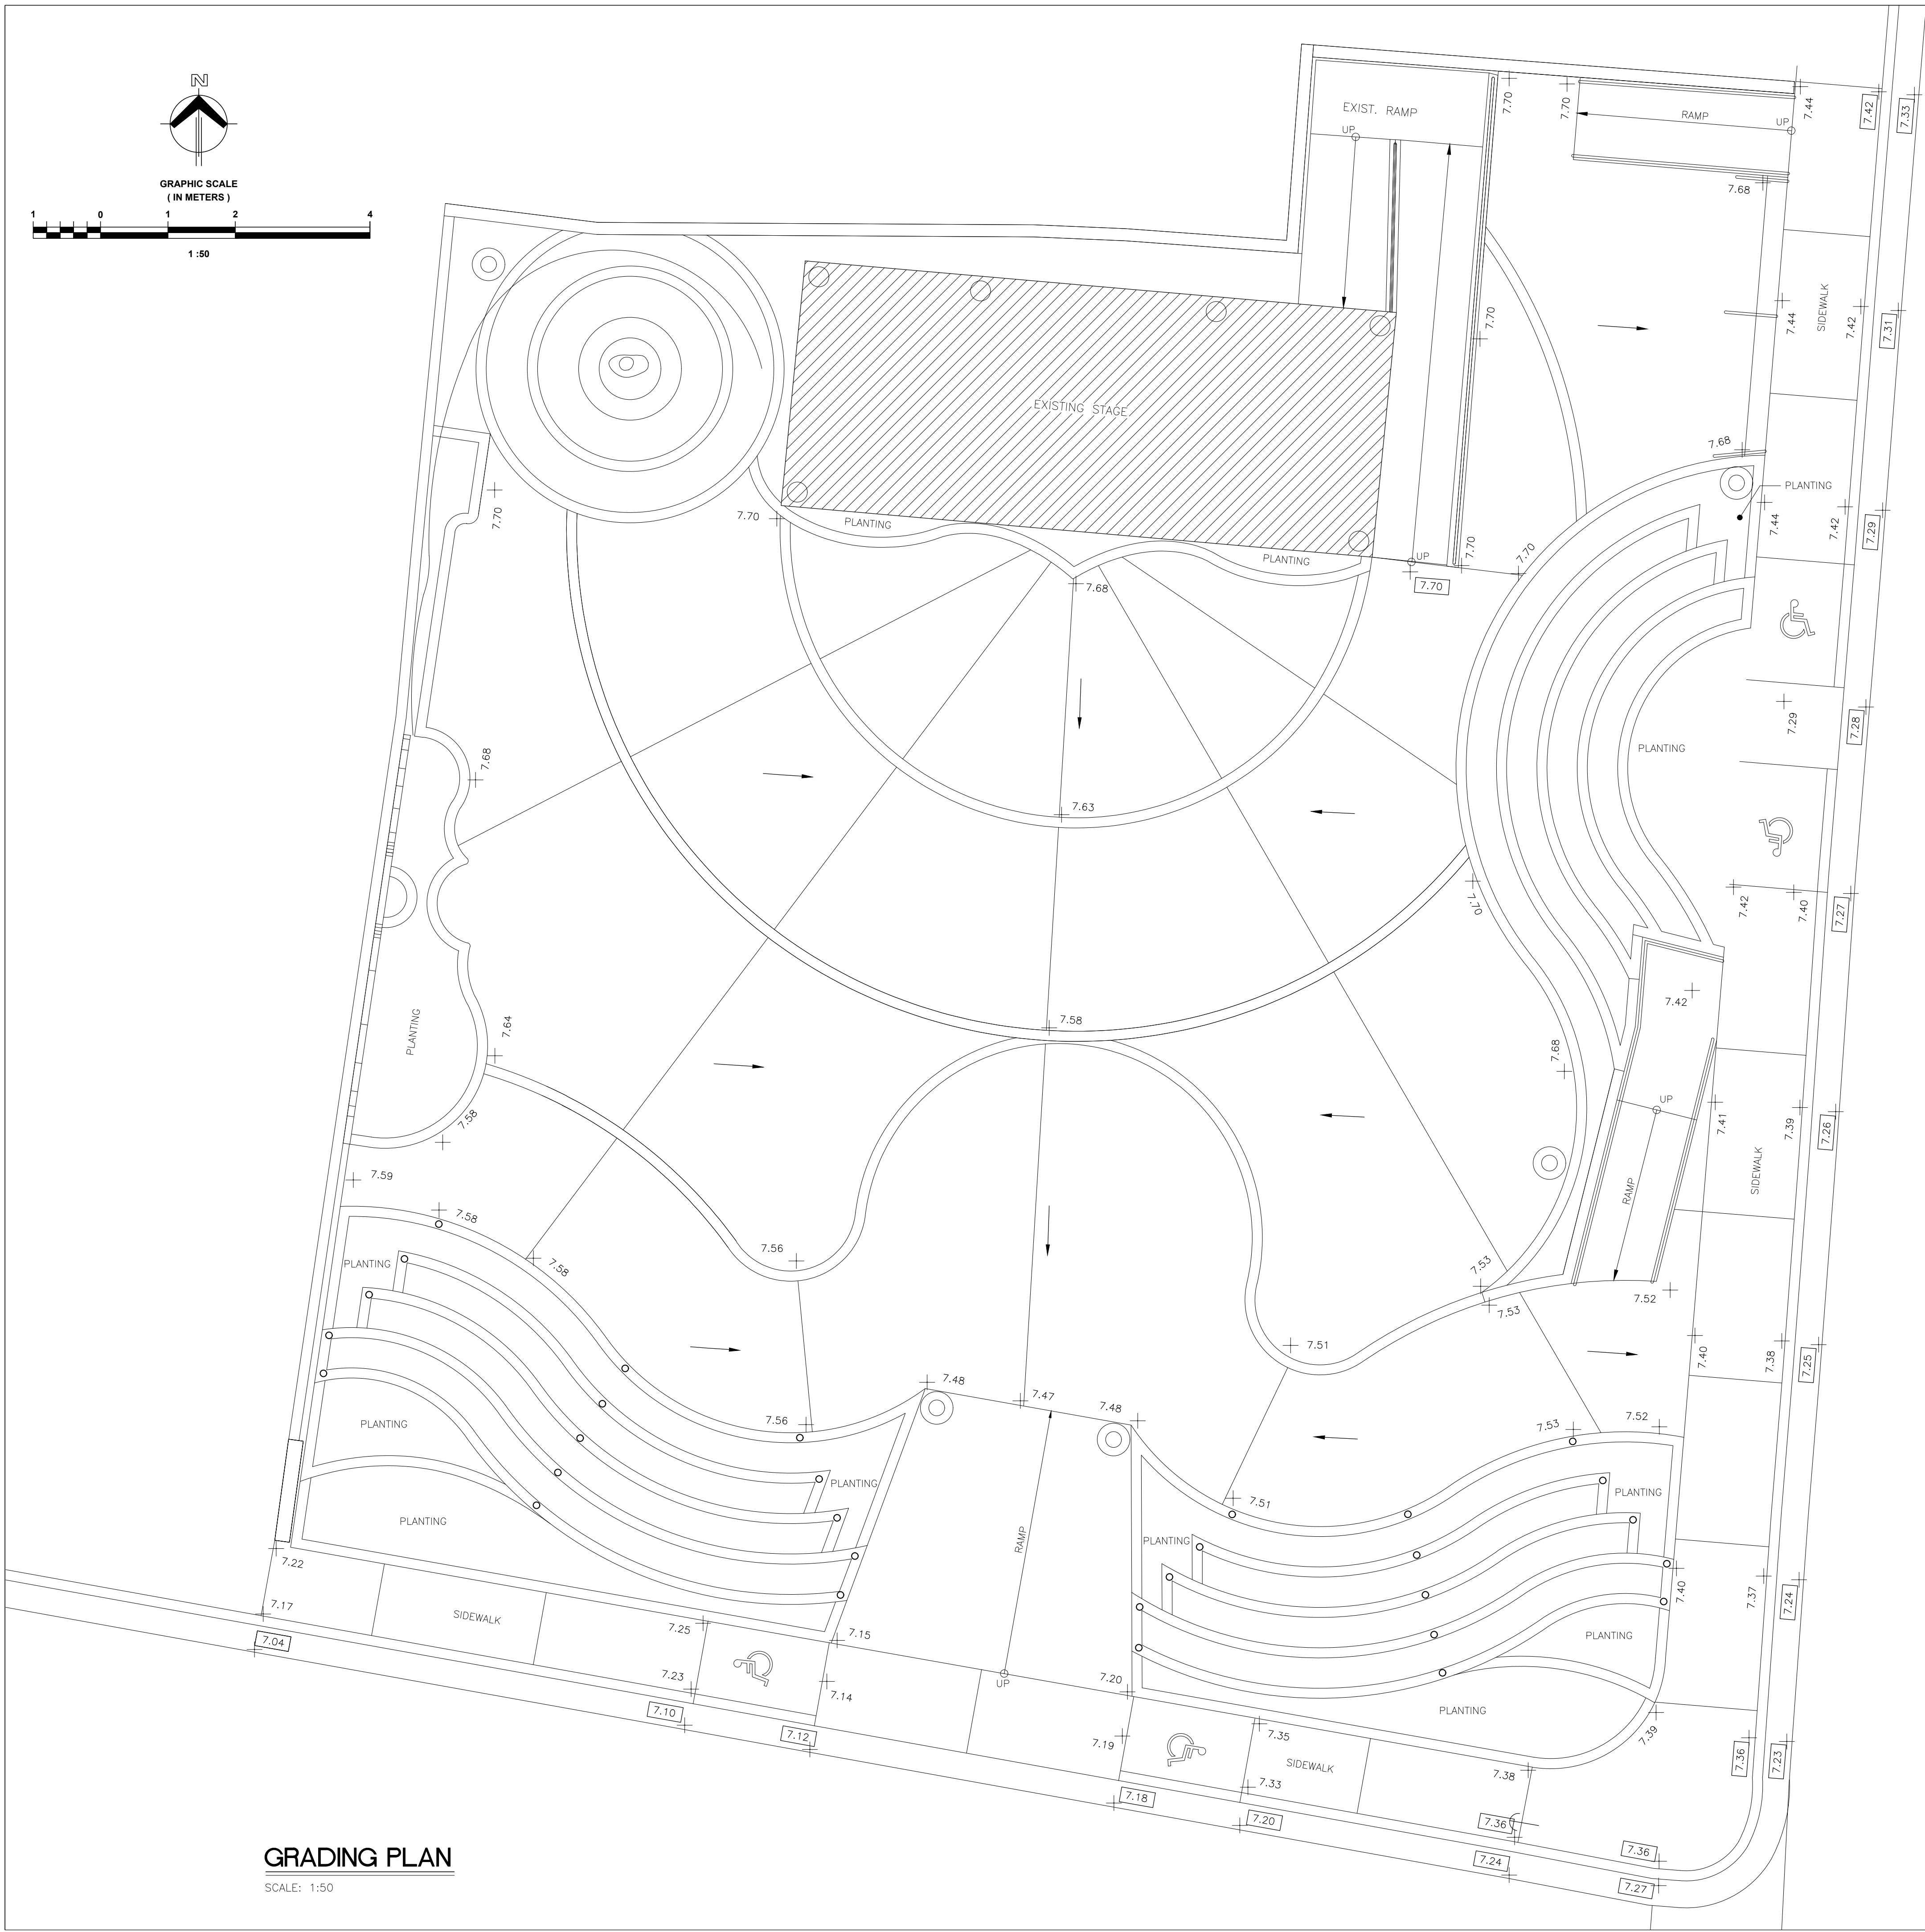 N
GRAPHIC SCALE
( IN METERS )
1 0 1 2 4
1 :50
EXIST. RAMP
UP
7.70
7.70
RAMP
UP
7.44
7.42
7.33
7.68
7.70
7.44
SIDEWALK
7.42
7.31
EXISTING STAGE
7.68
PLANTING
7.44
7.42
7.29
7.70
7.70
PLANTING
PLANTING
UP
7.70
7.70
7.70
7.68
7.29
7.28
PLANTING
7.68
7.63
7.70
7.42
7.40
7.27
7.42
7.58
7.64
PLANTING
7.68
UP
7.41
7.39
7.26
7.58
7.59
RAMP
SIDEWALK
7.58
7.58
7.56
7.53
7.53
7.52
PLANTING
7.51
7.40
7.38
7.25
7.48
7.47
7.48
7.56
7.53
7.52
PLANTING
PLANTING
PLANTING
7.51
PLANTING
PLANTING
RAMP
PLANTING
7.22
7.40
7.37
7.24
7.17
SIDEWALK
7.25
7.15
PLANTING
7.04
7.23
7.14
UP
7.20
PLANTING
7.10
7.12
7.19
7.35
SIDEWALK
7.39
7.36
7.23
7.33
7.38
7.18
7.20
7.36
7.36
7.24
7.27
GRADING PLAN
SCALE: 1:50